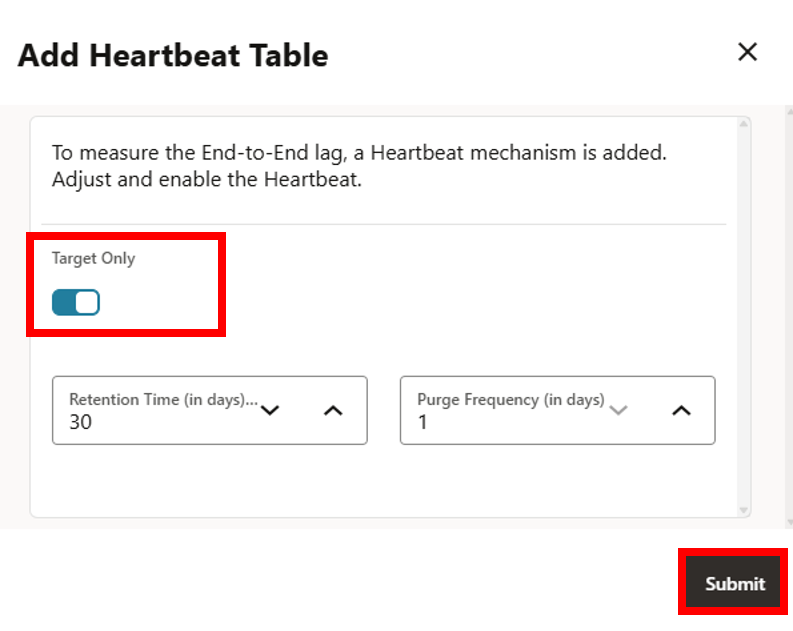 Add Heartbeat Table
To measure the End-to-End lag, a Heartbeat mechanism is added.
Adjust and enable the Heartbeat.
Target Only
Retention Time (in days)...
30
Purge Frequency (in days)
1
Submit